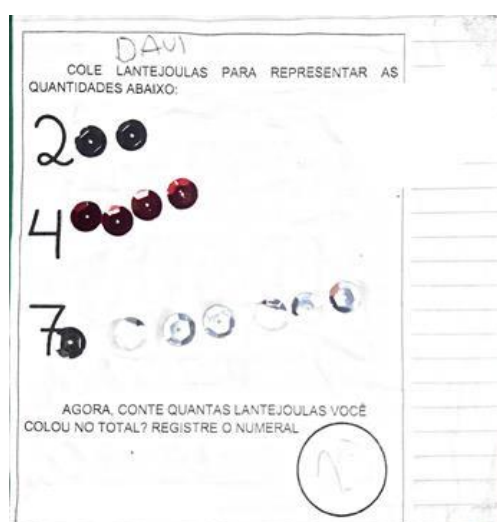 DAVI
COLE LANTEJOULAS PARA REPRESENTAR AS
QUANTIDADES ABAIXO:
2
4
7
AGORA, CONTE QUANTAS LANTEJOULAS VOCÊ
COLOU NO TOTAL? REGISTRE O NUMERAL